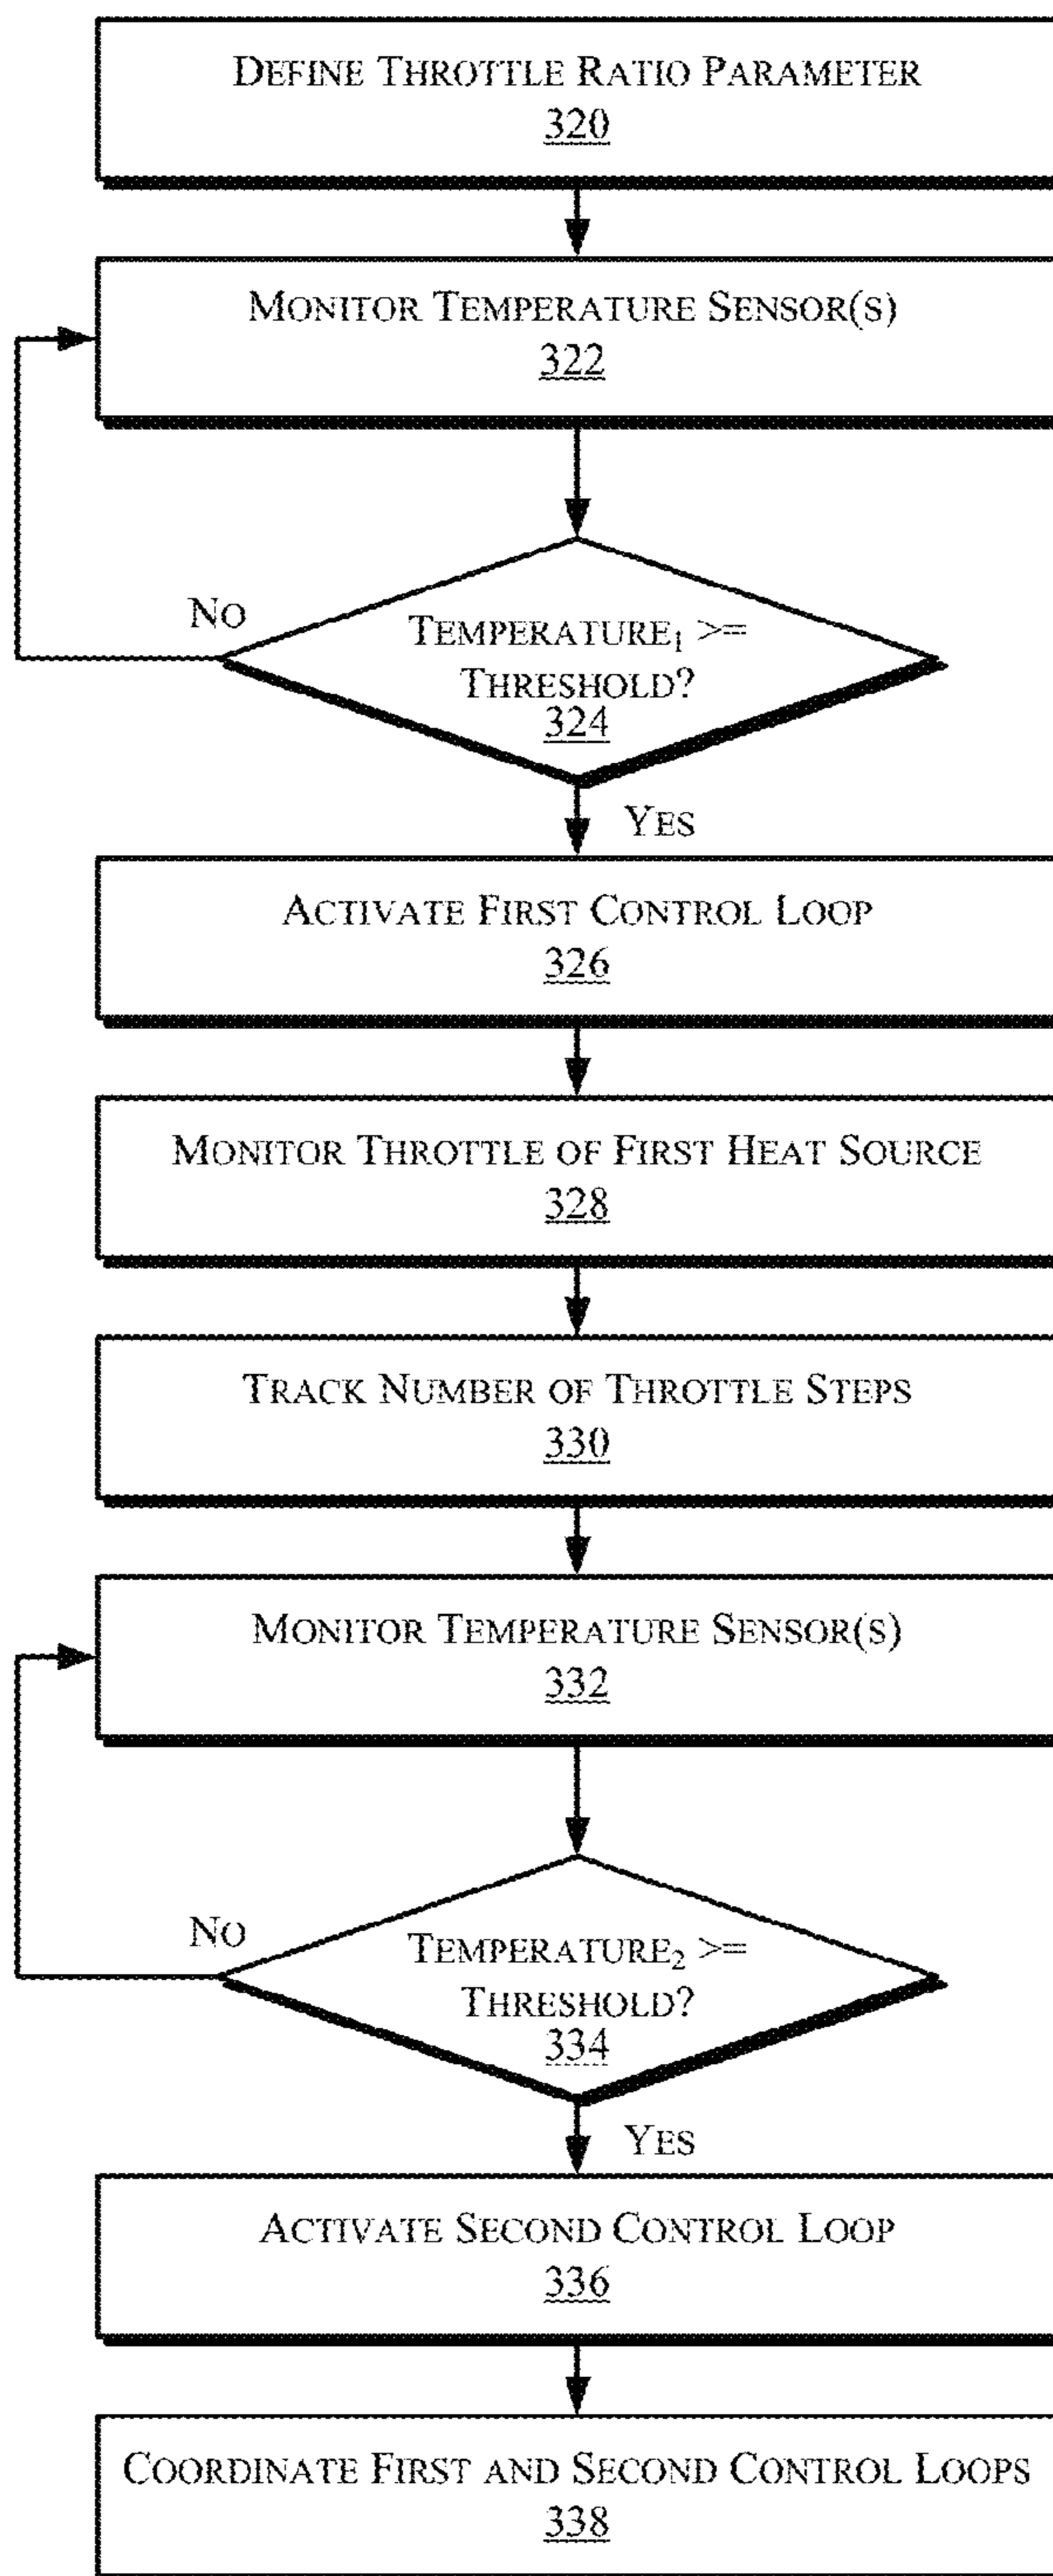 DEFINE THROTTLE RATIO PARAMETER
320
MONITOR TEMPERATURE SENSOR(S)
322
NO
TEMPERATURE₁ >=
THRESHOLD?
324
YES
ACTIVATE FIRST CONTROL LOOP
326
MONITOR THROTTLE OF FIRST HEAT SOURCE
328
TRACK NUMBER OF THROTTLE STEPS
330
MONITOR TEMPERATURE SENSOR(S)
332
NO
TEMPERATURE₂ >=
THRESHOLD?
334
YES
ACTIVATE SECOND CONTROL LOOP
336
COORDINATE FIRST AND SECOND CONTROL LOOPS
338